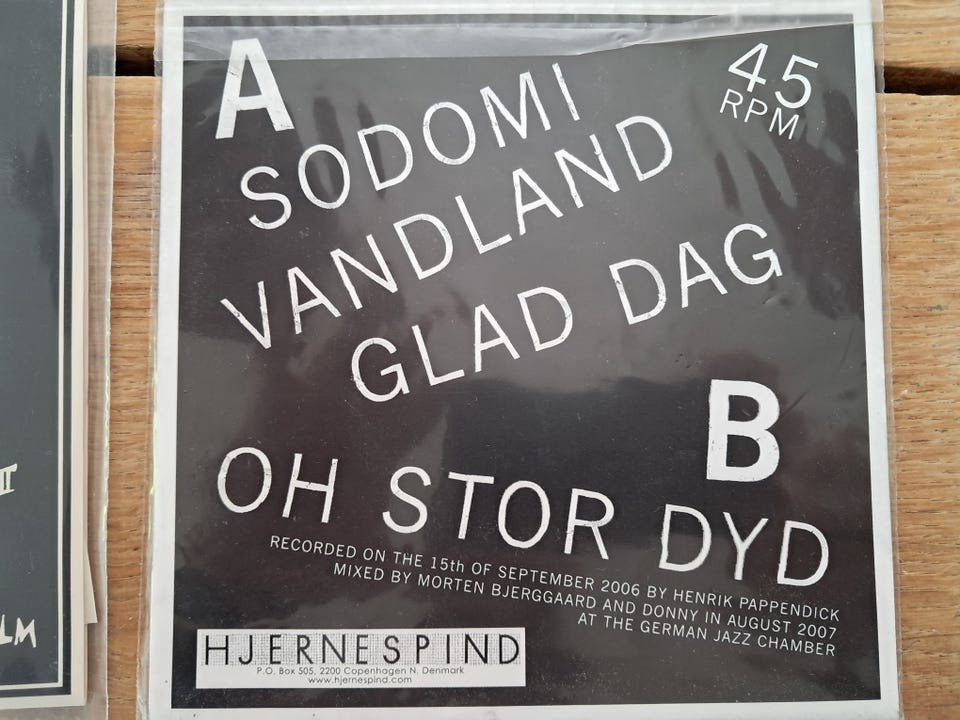 A
45
RPM
SODOMI
VANDLAND
GLAD DAG
B
OH STOR DYD
RECORDED ON THE 15th OF SEPTEMBER 2006 BY HENRIK PAPPENDICK
MIXED BY MORTEN BJERGGAARD AND DONNY IN AUGUST 2007
AT THE GERMAN JAZZ CHAMBER
HJERNESPIND
P.O. Box 505, 2200 Copenhagen N, Denmark
www.hjernespind.com
II
LM